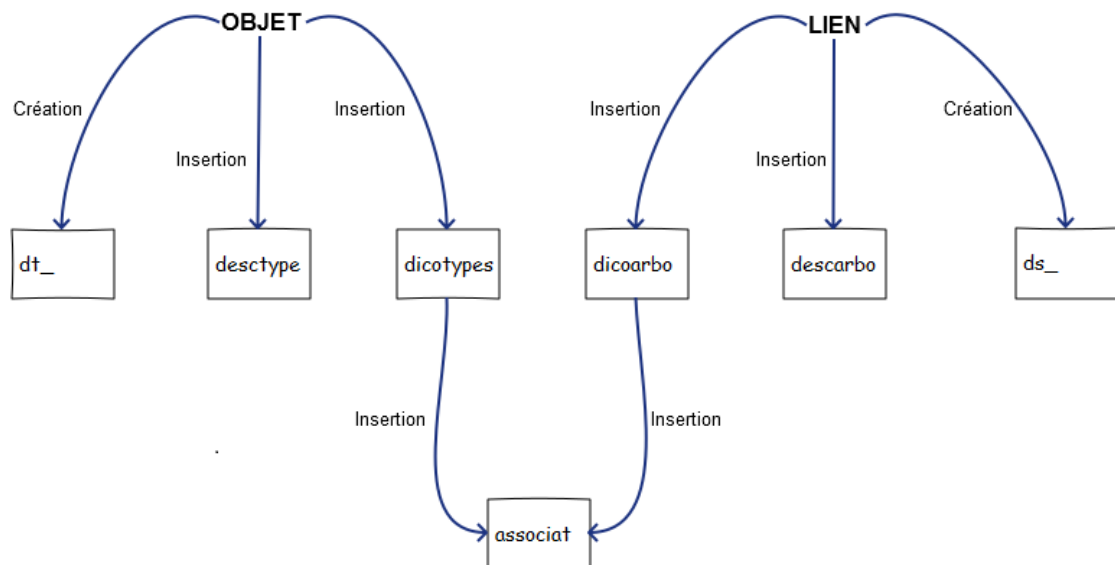 OBJET
LIEN
Création
Insertion
Insertion
Création
Insertion
Insertion
dt_
desctype
dicotypes
dicoarbo
descarbo
ds_
Insertion
Insertion
.
associat